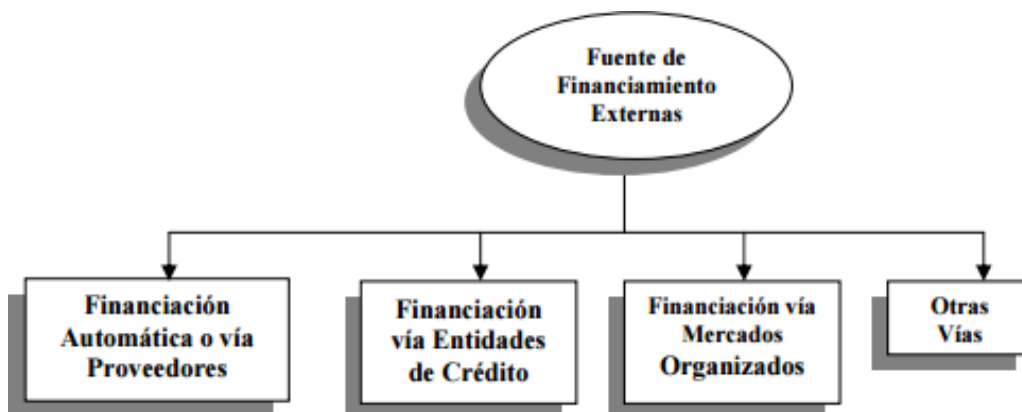 Fuente de
Financiamiento
Externas
Financiación
Automática o vía
Proveedores
Financiación
vía Entidades
de Crédito
Financiación vía
Mercados
Organizados
Otras
Vías